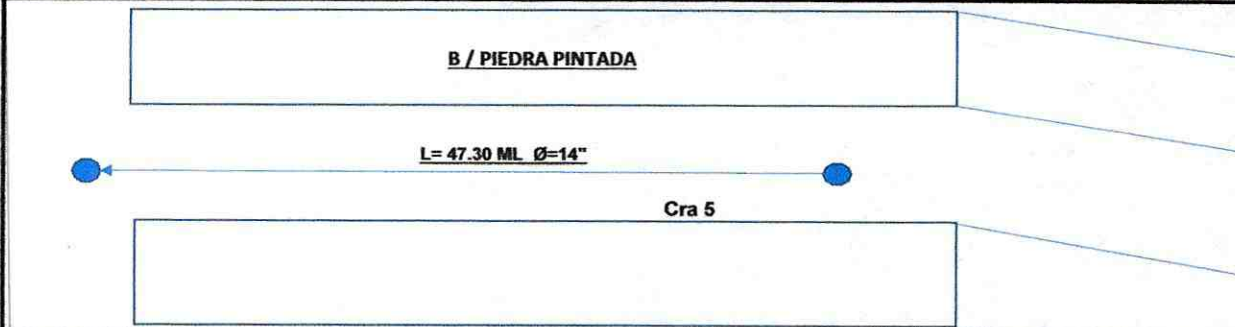 B / PIEDRA PINTADA
L= 47.30 ML Ø=14"
Cra 5